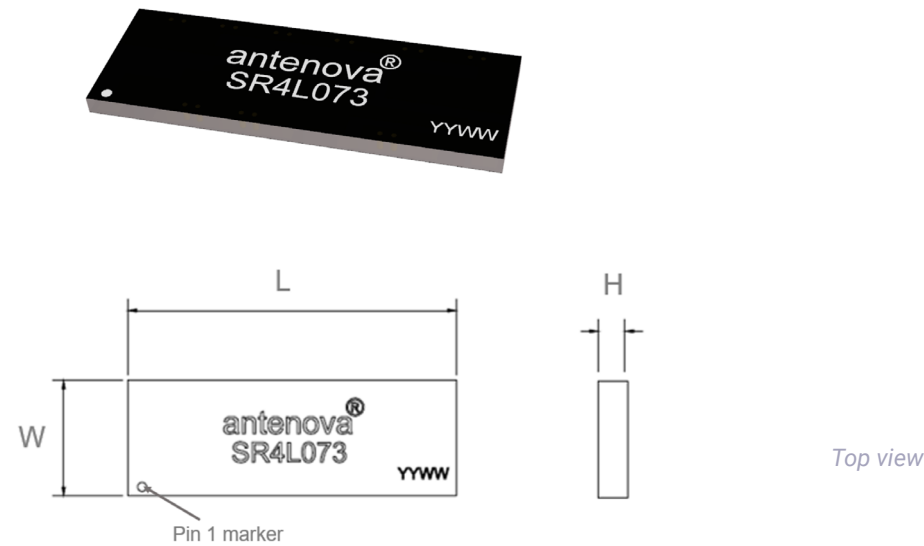 antenova®
SR4L073
YYWW
L
H
W
antenova®
SR4L073
YYWW
Top view
Pin 1 marker